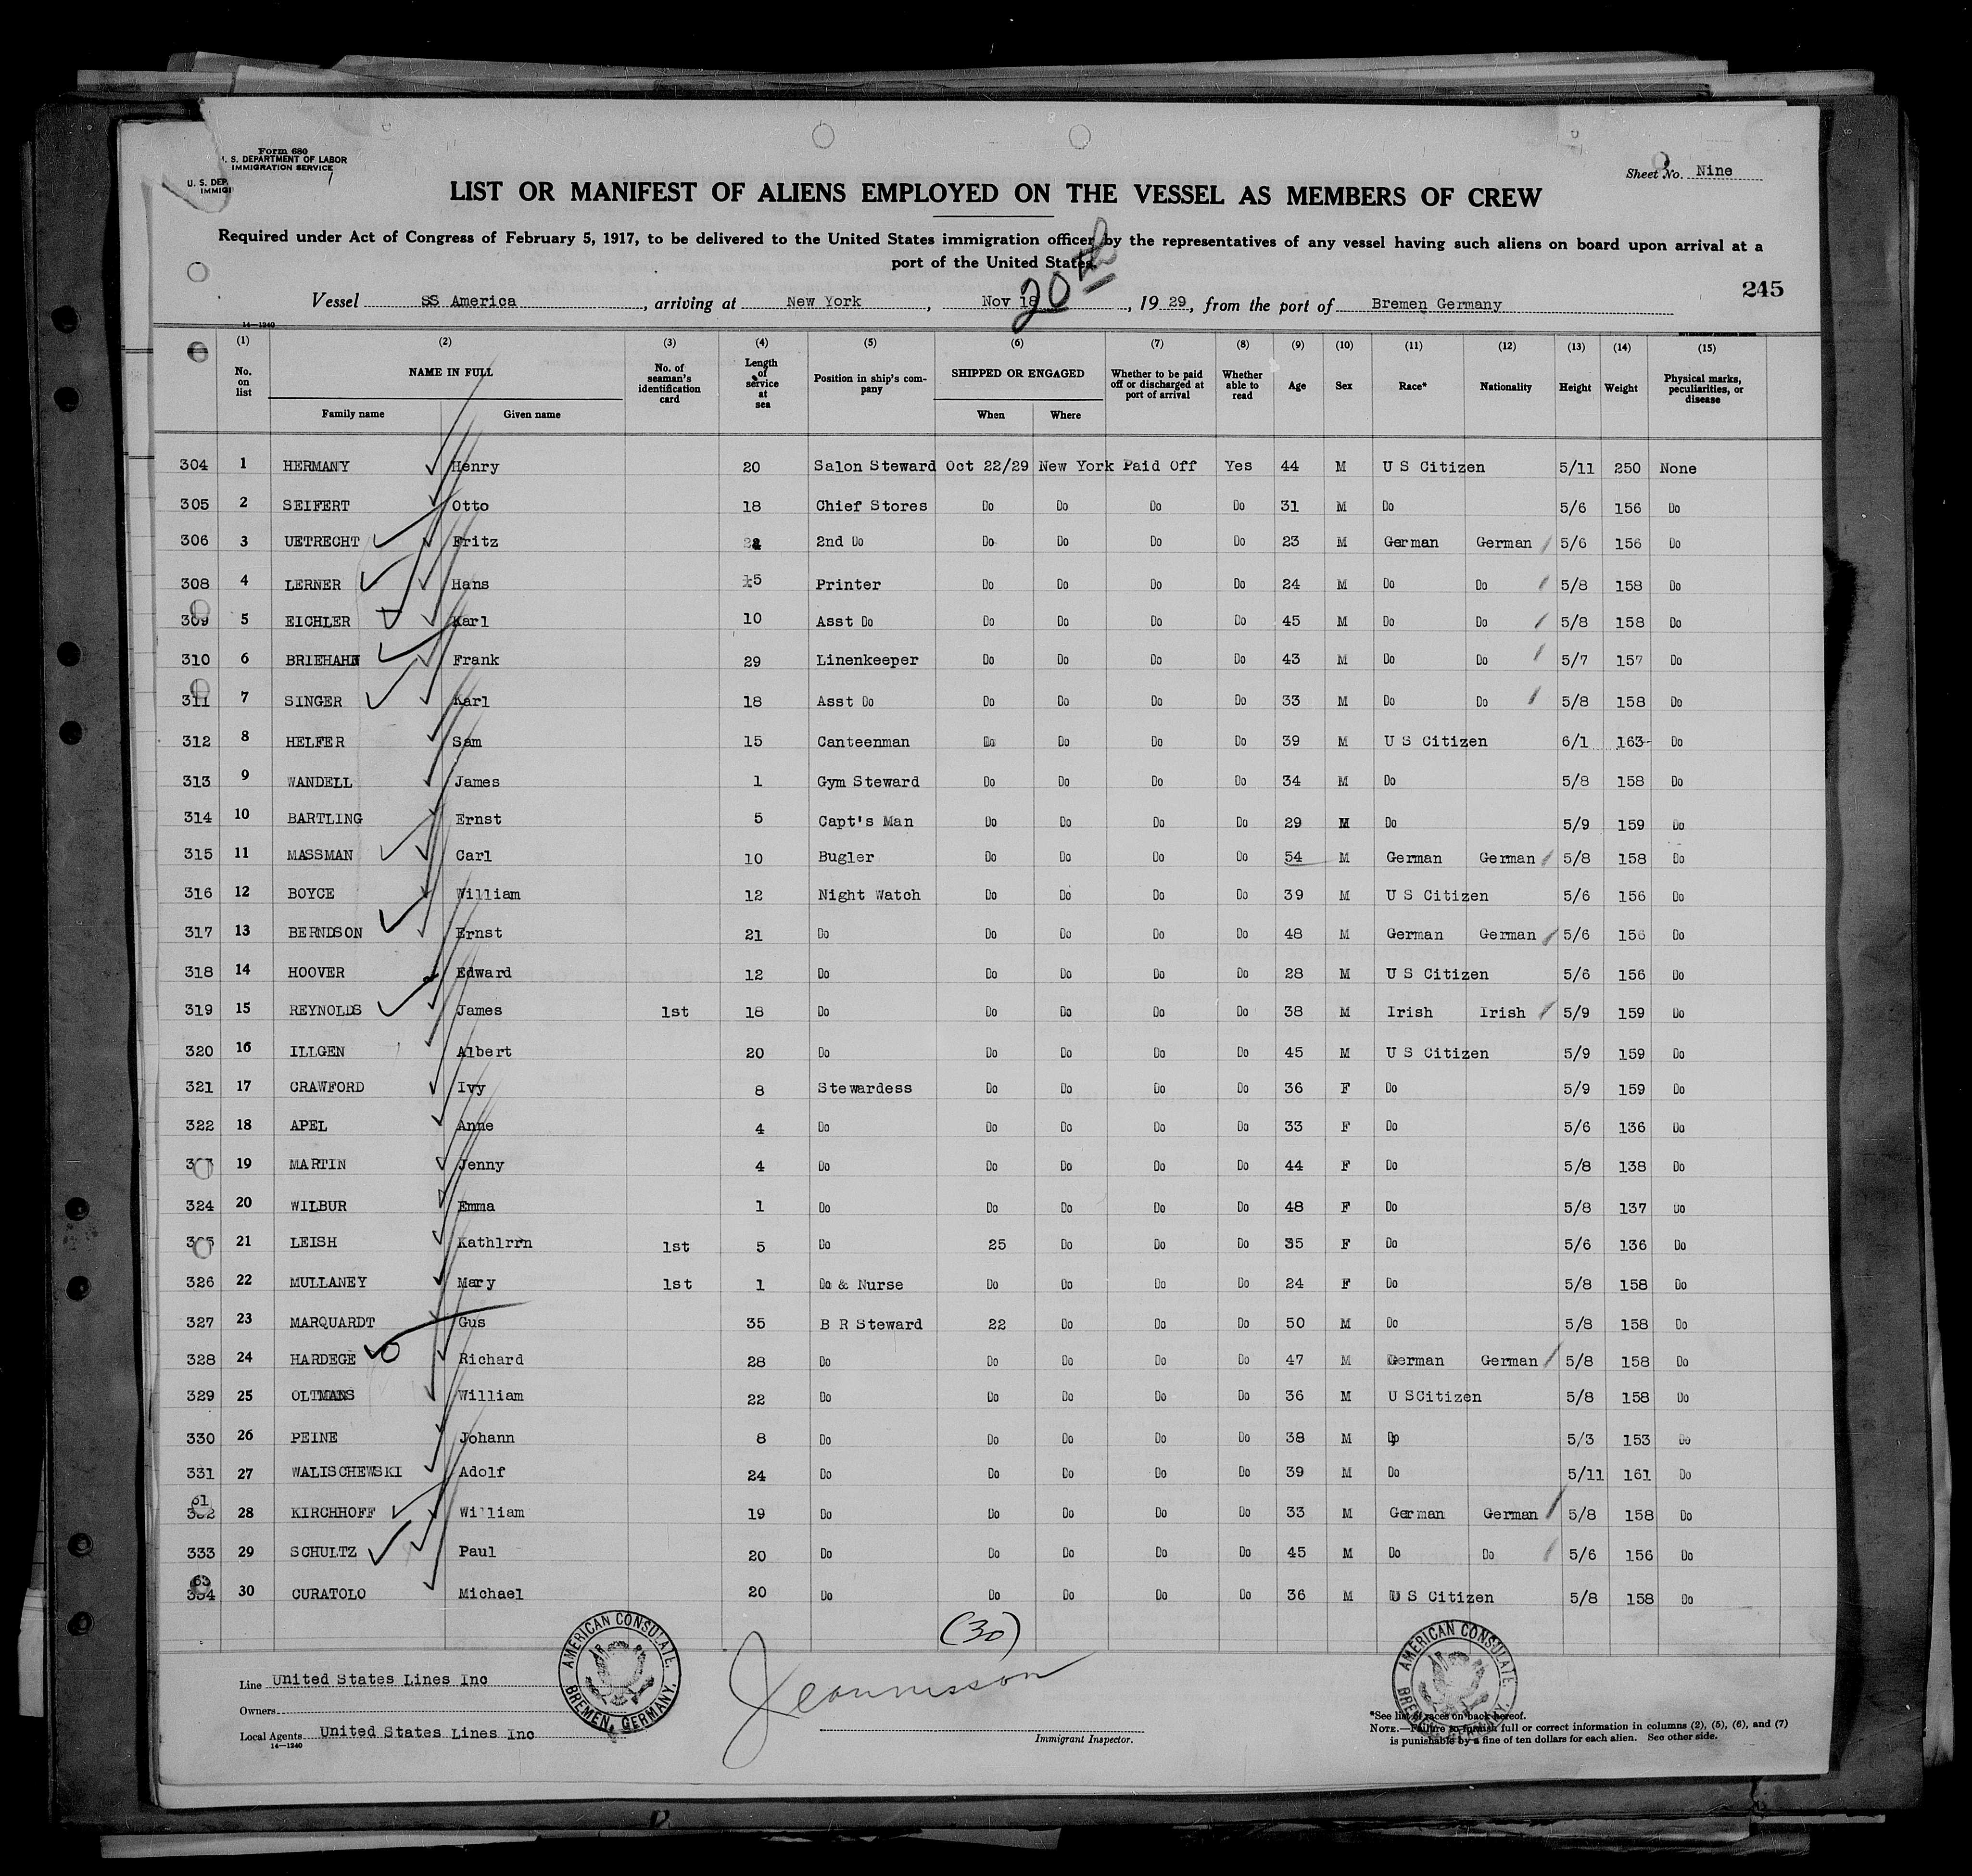 Form 680
U. S. DEPARTMENT OF LABOR
IMMIGRATION SERVICE
U. S. DEP.
IMMIGI
Sheet No. Nine
LIST OR MANIFEST OF ALIENS EMPLOYED ON THE VESSEL AS MEMBERS OF CREW
Required under Act of Congress of February 5, 1917, to be delivered to the United States immigration officer by the representatives of any vessel having such aliens on board upon arrival at a
port of the United States
20th
245
Vessel SS America, arriving at New York, Nov 18, 1929, from the port of Bremen Germany
14—1240
(1) (2) (3) (4) (5) (6) (7) (8) (9) (10) (11) (12) (13) (14) (15)
No. on list NAME IN FULL Family name Given name No. of seaman's identification card Length of service at sea Position in ship's company SHIPPED OR ENGAGED When Where Whether to be paid off or discharged at port of arrival Whether able to read Age Sex Race* Nationality Height Weight Physical marks, peculiarities, or disease
304 1 HERMANY Henry 20 Salon Steward Oct 22/29 New York Paid Off Yes 44 M U S Citizen 5/11 250 None
305 2 SEIFERT Otto 18 Chief Stores Do Do Do Do 31 M Do 5/6 156 Do
306 3 UETRECHT Fritz 2nd Do Do Do Do Do 23 M German German 5/6 156 Do
308 4 LERNER Hans 5 Printer Do Do Do Do 24 M Do Do 5/8 158 Do
309 5 EICHLER Karl 10 Asst Do Do Do Do Do 45 M Do Do 5/8 158 Do
310 6 BRIEHAHN Frank 29 Linenkeeper Do Do Do Do 43 M Do Do 5/7 157 Do
311 7 SINGER Karl 18 Asst Do Do Do Do Do 33 M Do Do 5/8 158 Do
312 8 HELFER Sam 15 Canteenman Do Do Do Do 39 M U S Citizen 6/1 163 Do
313 9 WANDELL James 1 Gym Steward Do Do Do Do 34 M Do 5/8 158 Do
314 10 BARTLING Ernst 5 Capt's Man Do Do Do Do 29 M Do 5/9 159 Do
315 11 MASSMAN Carl 10 Bugler Do Do Do Do 54 M German German 5/8 158 Do
316 12 BOYCE William 12 Night Watch Do Do Do Do 39 M U S Citizen 5/6 156 Do
317 13 BERNDSON Ernst 21 Do Do Do Do Do 48 M German German 5/6 156 Do
318 14 HOOVER Edward 12 Do Do Do Do Do 28 M U S Citizen 5/6 156 Do
319 15 REYNOLDS James 1st 18 Do Do Do Do Do 38 M Irish Irish 5/9 159 Do
320 16 ILLGEN Albert 20 Do Do Do Do Do 45 M U S Citizen 5/9 159 Do
321 17 CRAWFORD Ivy 8 Stewardess Do Do Do Do 36 F Do 5/9 159 Do
322 18 APEL Anne 4 Do Do Do Do Do 33 F Do 5/6 136 Do
19 MARTIN Jenny 4 Do Do Do Do Do 44 F Do 5/8 138 Do
324 20 WILBUR Emma 1 Do Do Do Do Do 48 F Do 5/8 137 Do
21 LEISH Kathlrrn 1st 5 Do 25 Do Do Do 35 F Do 5/6 136 Do
326 22 MULLANEY Mary 1st 1 Do & Nurse Do Do Do Do 24 F Do 5/8 158 Do
327 23 MARQUARDT Gus 35 B R Steward 22 Do Do Do 50 M Do 5/8 158 Do
328 24 HARDEGE Richard 28 Do Do Do Do Do 47 M German German 5/8 158 Do
329 25 OLTMANS William 22 Do Do Do Do Do 36 M U SCitizen 5/8 158 Do
330 26 PEINE Johann 8 Do Do Do Do Do 38 M Do 5/3 153 Do
331 27 WALISCHEWSKI Adolf 24 Do Do Do Do Do 39 M Do 5/11 161 Do
332 28 KIRCHHOFF William 19 Do Do Do Do Do 33 M German German 5/8 158 Do
333 29 SCHULTZ Paul 20 Do Do Do Do Do 45 M Do Do 5/6 156 Do
334 30 CURATOLO Michael 20 Do Do Do Do Do 36 M U S Citizen 5/8 158 Do
(30)
Line United States Lines Inc
Owners
Local Agents United States Lines Inc
14—1240
AMERICAN CONSULATE, BREMEN, GERMANY.
Immigrant Inspector.
AMERICAN CONSULATE BREMEN, GERMANY.
*See list of races on back hereof.
NOTE.—Failure to furnish full or correct information in columns (2), (5), (6), and (7)
is punishable by a fine of ten dollars for each alien. See other side.